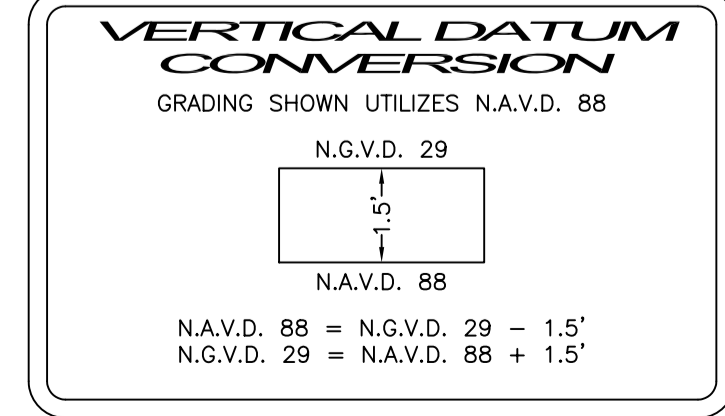 VERTICAL DATUM
CONVERSION
GRADING SHOWN UTILIZES N.A.V.D. 88
N.G.V.D. 29
1.5'
N.A.V.D. 88
N.A.V.D. 88 = N.G.V.D. 29 - 1.5'
N.G.V.D. 29 = N.A.V.D. 88 + 1.5'